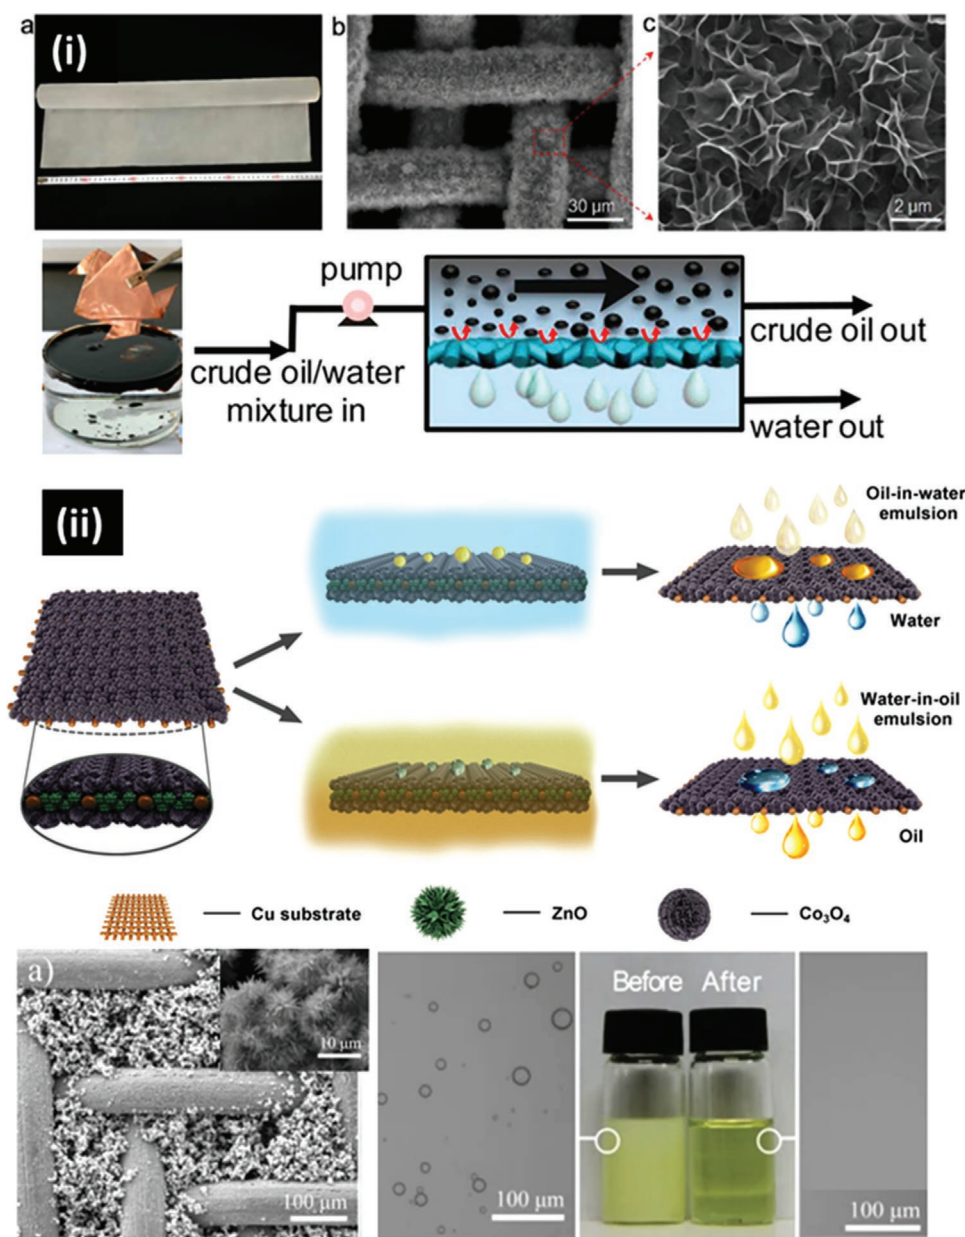 a
(i)
b
c
30 µm
2 µm
pump
crude oil/water
mixture in
crude oil out
water out
(ii)
Oil-in-water
emulsion
Water
Water-in-oil
emulsion
Oil
Cu substrate
ZnO
Co₃O₄
a)
10 µm
100 µm
100 µm
Before
After
100 µm